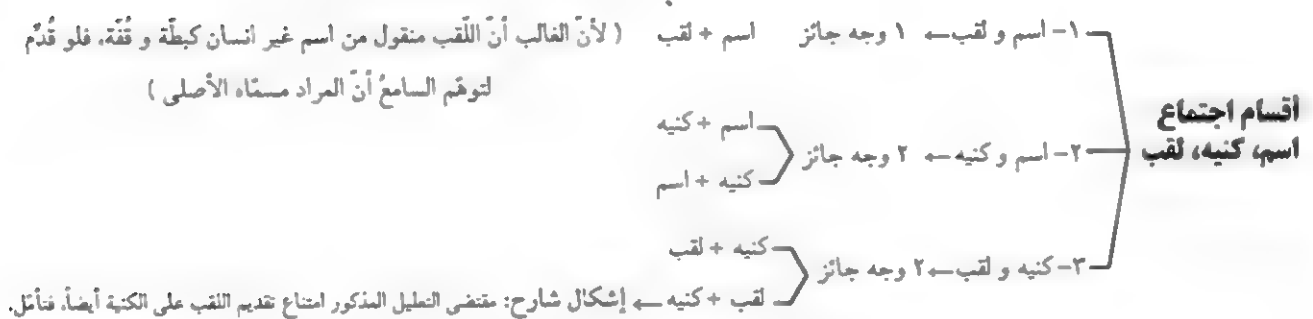 أقسام اجتماع
اسم، كنيه، لقب
١- اسم و لقب ← ١ وجه جائز اسم + لقب ( لأنّ الغالب أنّ اللّقب منقول من اسم غير انسان كبطّة و قُفّة، فلو قُدِّم
لتوهّم السامعُ أنّ المراد مسمّاه الأصلى )
اسم + كنيه
٢- اسم و كنيه ← ٢ وجه جائز
كنيه + اسم
كنيه + لقب
٣- كنيه و لقب ← ٢ وجه جائز
لقب + كنيه ← إشكال شارح: مقتضى التعليل المذكور امتناع تقديم اللقب على الكنية أيضاً، فتأمّل.